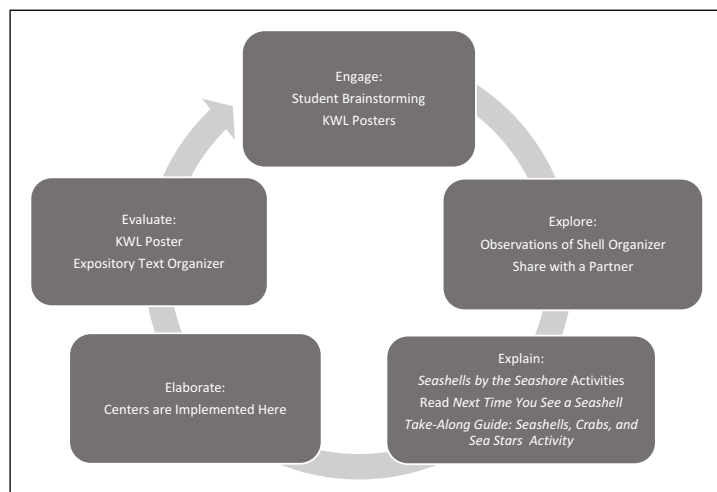 Engage:
Student Brainstorming
KWL Posters
Explore:
Observations of Shell Organizer
Share with a Partner
Explain:
Seashells by the Seashore Activities
Read Next Time You See a Seashell
Take-Along Guide: Seashells, Crabs, and
Sea Stars Activity
Elaborate:
Centers are Implemented Here
Evaluate:
KWL Poster
Expository Text Organizer